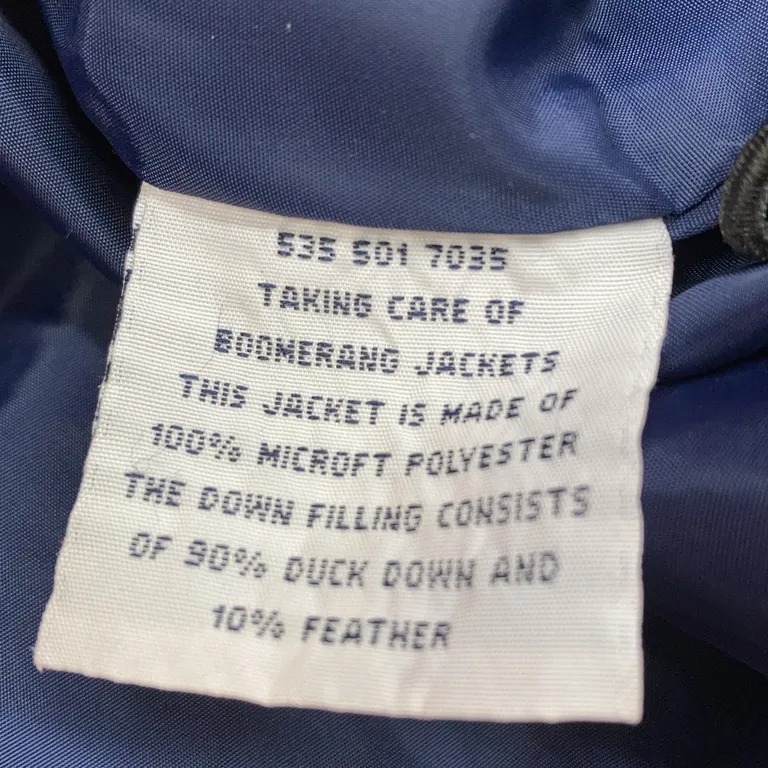 535 501 7035
TAKING CARE OF
BOOMERANG JACKETS
THIS JACKET IS MADE OF
100% MICROFT POLYESTER
THE DOWN FILLING CONSISTS
OF 90% DUCK DOWN AND
10% FEATHER